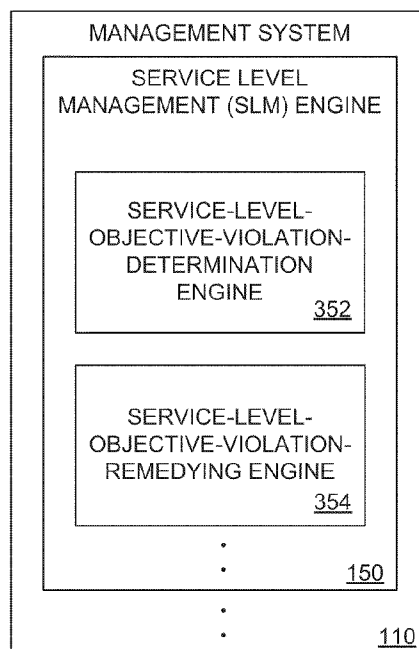 MANAGEMENT SYSTEM
SERVICE LEVEL
MANAGEMENT (SLM) ENGINE
SERVICE-LEVEL-
OBJECTIVE-VIOLATION-
DETERMINATION
ENGINE
352
SERVICE-LEVEL-
OBJECTIVE-VIOLATION-
REMEDYING ENGINE
354
150
110